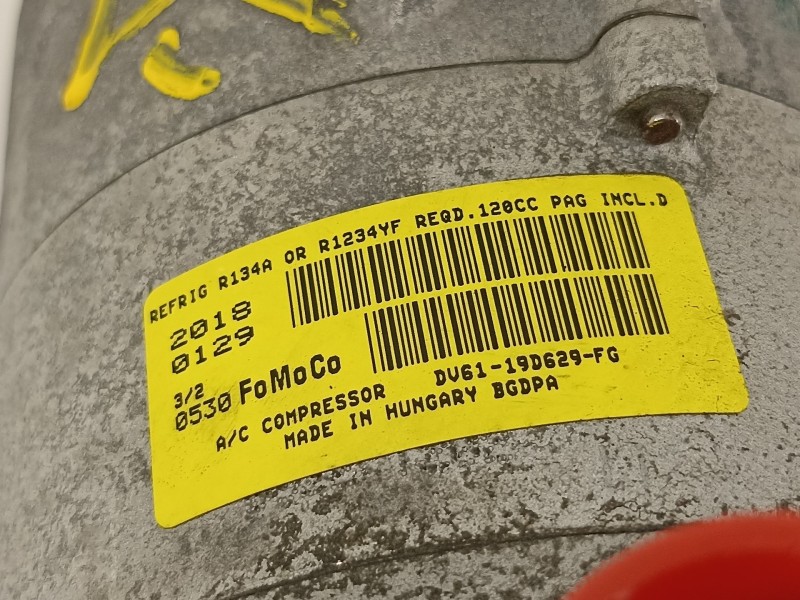 REFRIG R134A OR R1234YF REQD.120CC PAG INCL.D
2018
0129
3/2
0530 FoMoCo
A/C COMPRESSOR DV61-19D629-FG
MADE IN HUNGARY BGDPA